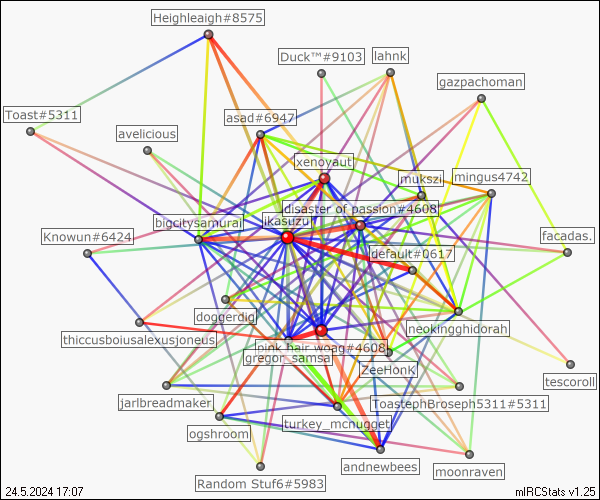 Heighleaigh#8575
Duck™#9103
lahnk
gazpachoman
Toast#5311
asad#6947
avelicious
xenoyaut
mukszi
mingus4742
disaster of passion#4608
bigcitysamurai
ikasuzu
Knowun#6424
facadas.
default#0617
doggerdig
neokingghidorah
thiccusboiusalexusjoneus
pink hair woag#4608
gregor_samsa
ZeeHonk
tescoroll
jarlbreadmaker
ToastephBroseph5311#5311
turkey_mcnugget
ogshroom
andnewbees
moonraven
Random Stuf6#5983
24.5.2024 17:07
mIRCStats v1.25